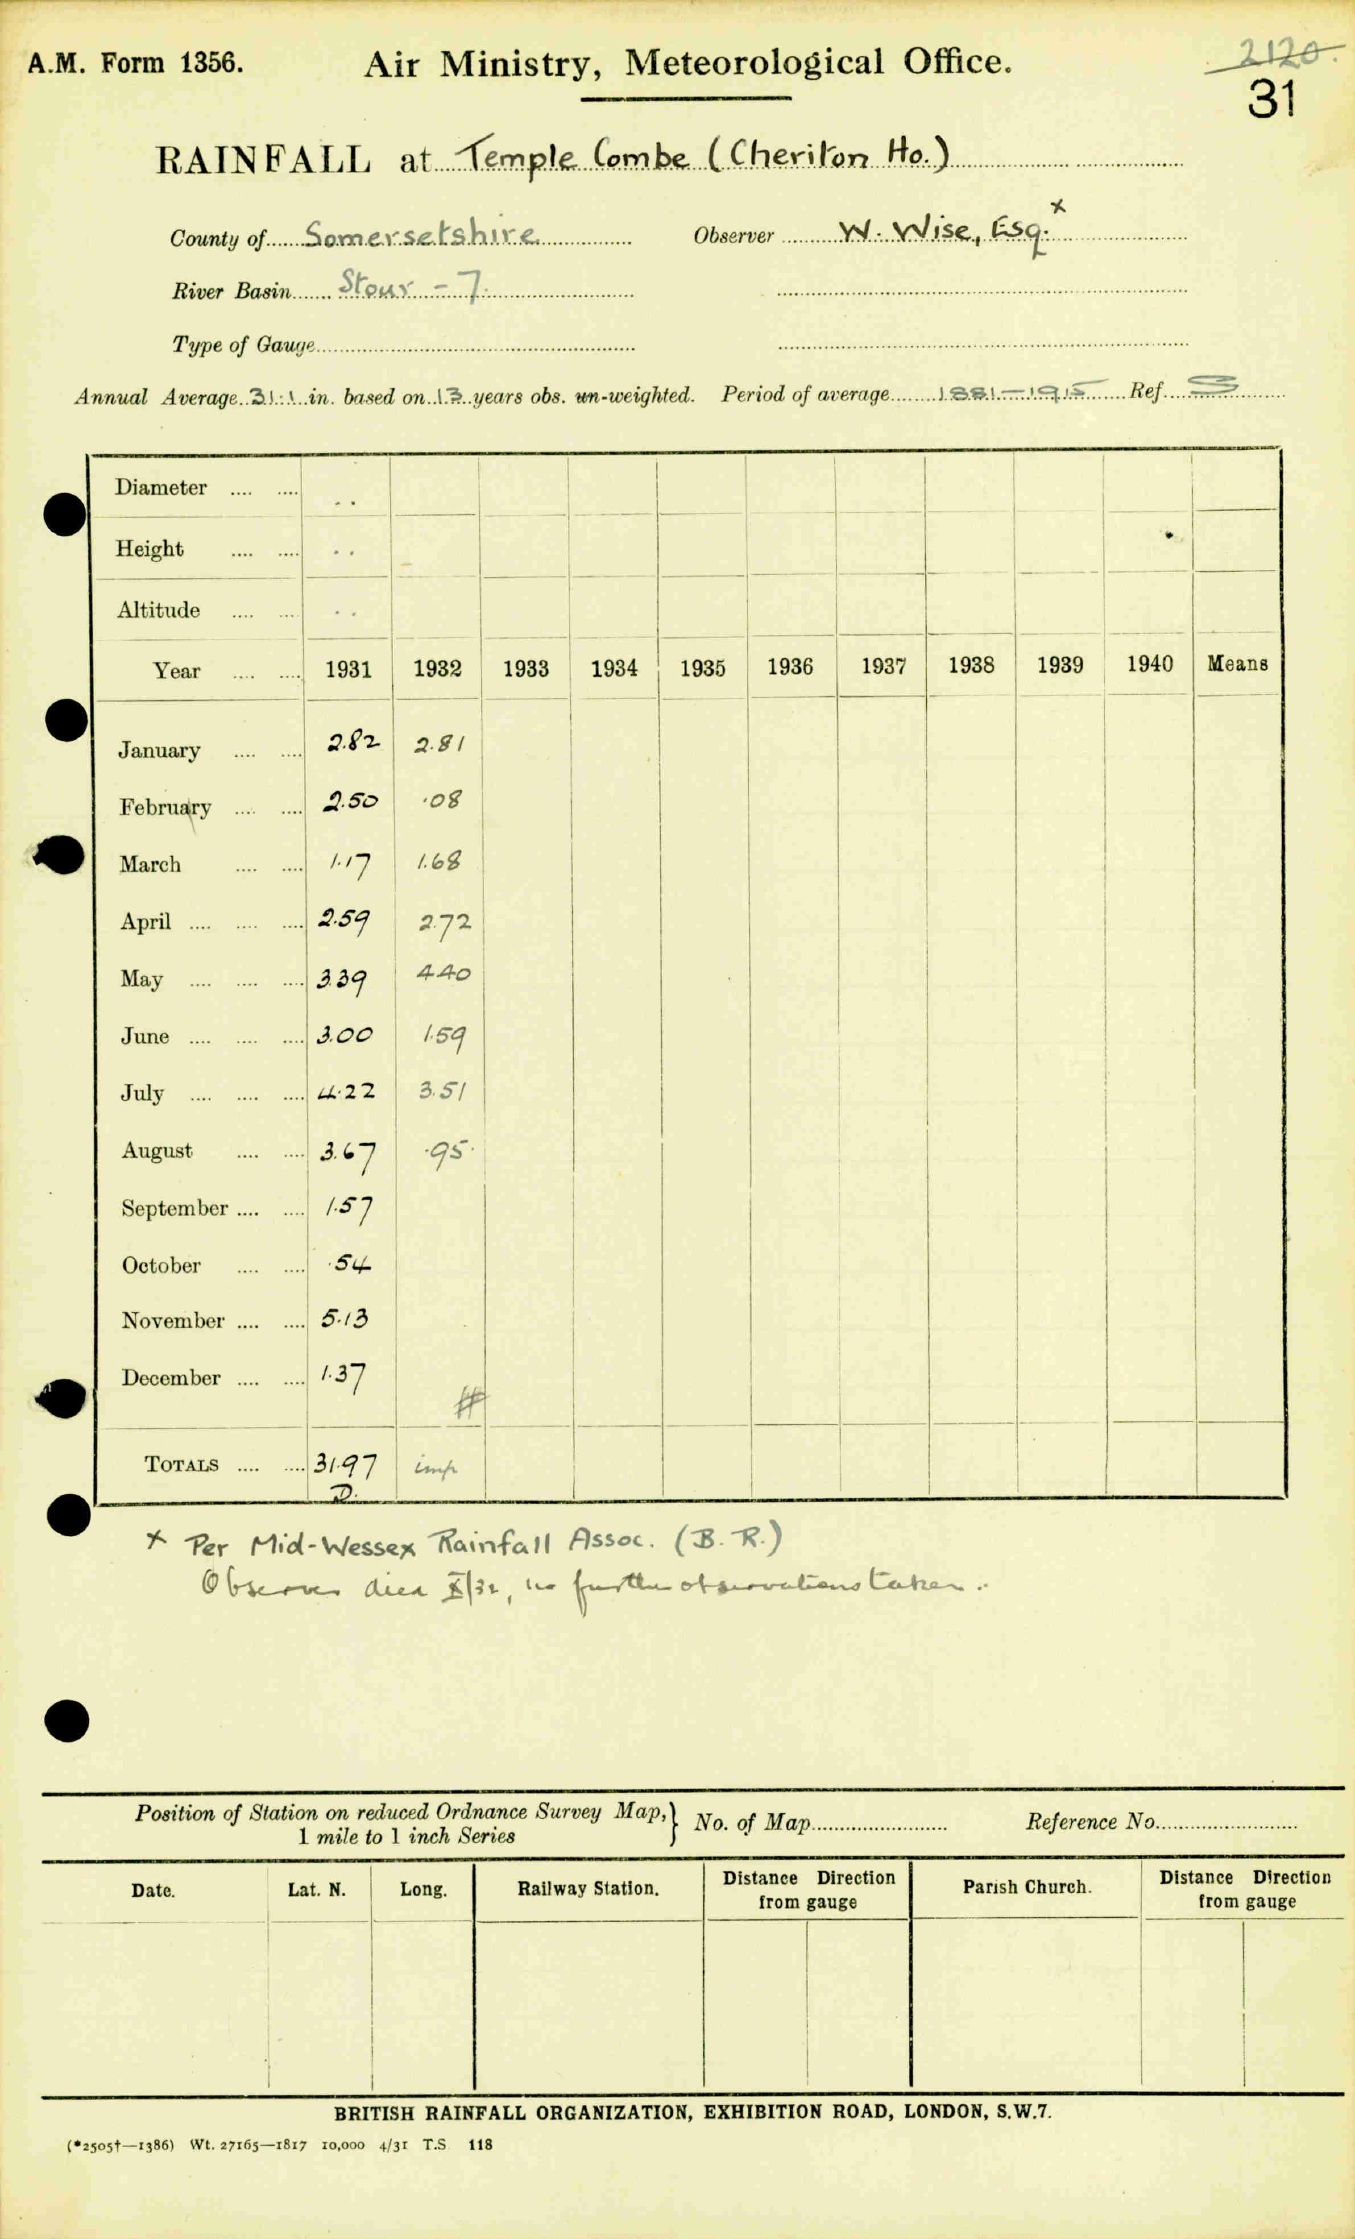 A.M. Form 1356.
Air Ministry, Meteorological Office.
2120.
31
RAINFALL at Temple Combe (Cheriton Ho.)
County of Somersetshire Observer W. Wise, Esq. x
River Basin Stour - 7.
Type of Gauge
Annual Average 31.1 in. based on 13 years obs. un-weighted. Period of average 1881-1915 Ref. S
Diameter .... ....
Height .... ....
Altitude .... ....
Year .... .... 1931 1932 1933 1934 1935 1936 1937 1938 1939 1940 Means
January .... .... 2.82 2.81
February .... .... 2.50 .08
March .... .... 1.17 1.68
April .... .... .... 2.59 2.72
May .... .... .... 3.39 4.40
June .... .... .... 3.00 1.59
July .... .... .... 4.22 3.51
August .... .... 3.67 .95
September .... .... 1.57
October .... .... .54
November .... .... 5.13
December .... .... 1.37
#
TOTALS .... .... 31.97 imp
D.
x Per Mid-Wessex Rainfall Assoc. (B. R.)
Observer died X/32, no further observations taken.
Position of Station on reduced Ordnance Survey Map, 1 mile to 1 inch Series } No. of Map Reference No.
Date. Lat. N. Long. Railway Station. Distance Direction from gauge Parish Church. Distance Direction from gauge
BRITISH RAINFALL ORGANIZATION, EXHIBITION ROAD, LONDON, S.W.7.
(*2505†—1386) Wt. 27165—1817 10,000 4/31 T.S 118